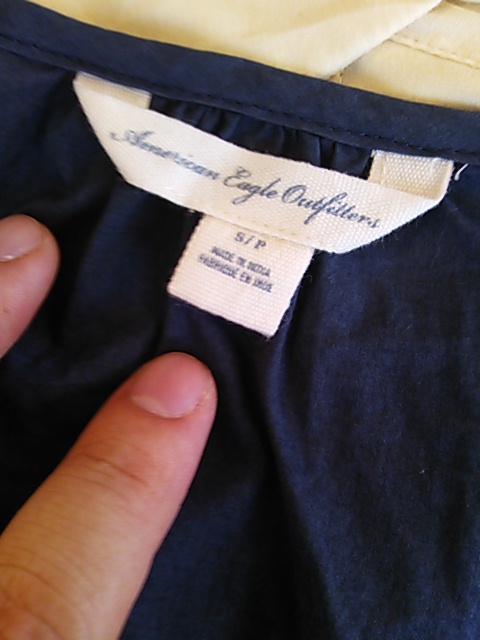 American Eagle Outfitters
S/P
MADE IN INDIA
FABRIQUÉ EN INDE